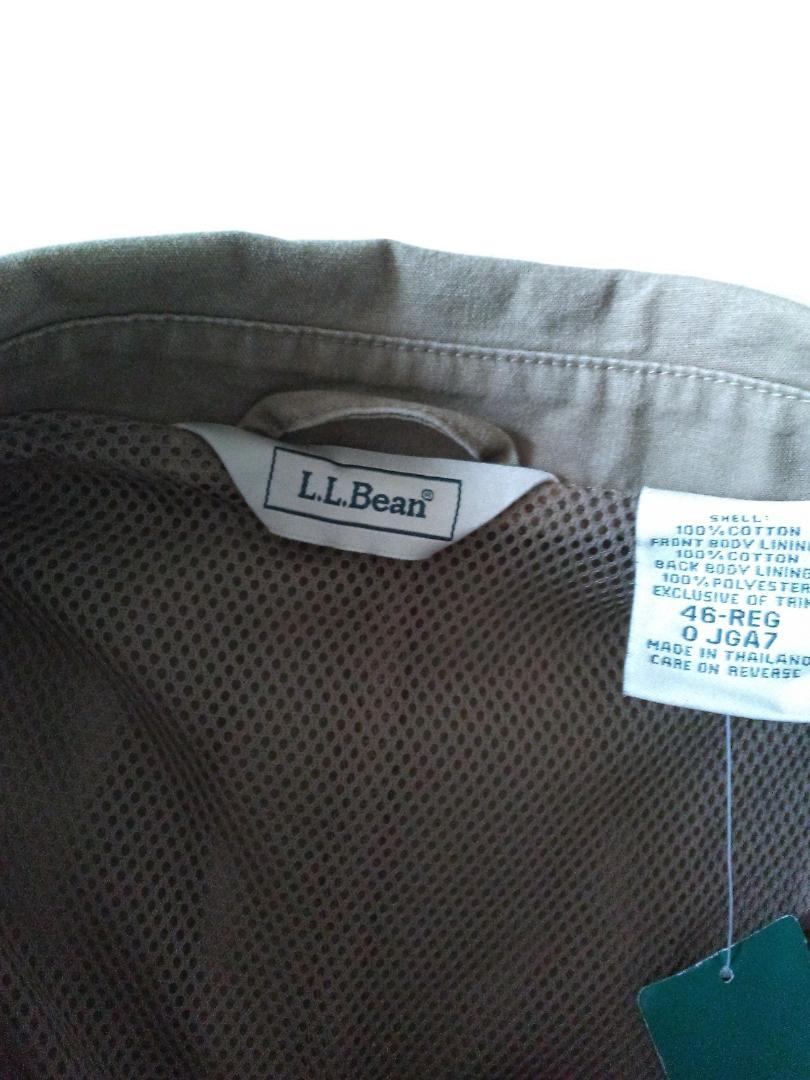 L.L.Bean®
SHELL:
100% COTTON
FRONT BODY LINING
100% COTTON
BACK BODY LINING
100% POLYESTER
EXCLUSIVE OF TRIM
46-REG
0 JGA7
MADE IN THAILAND
CARE ON REVERSE